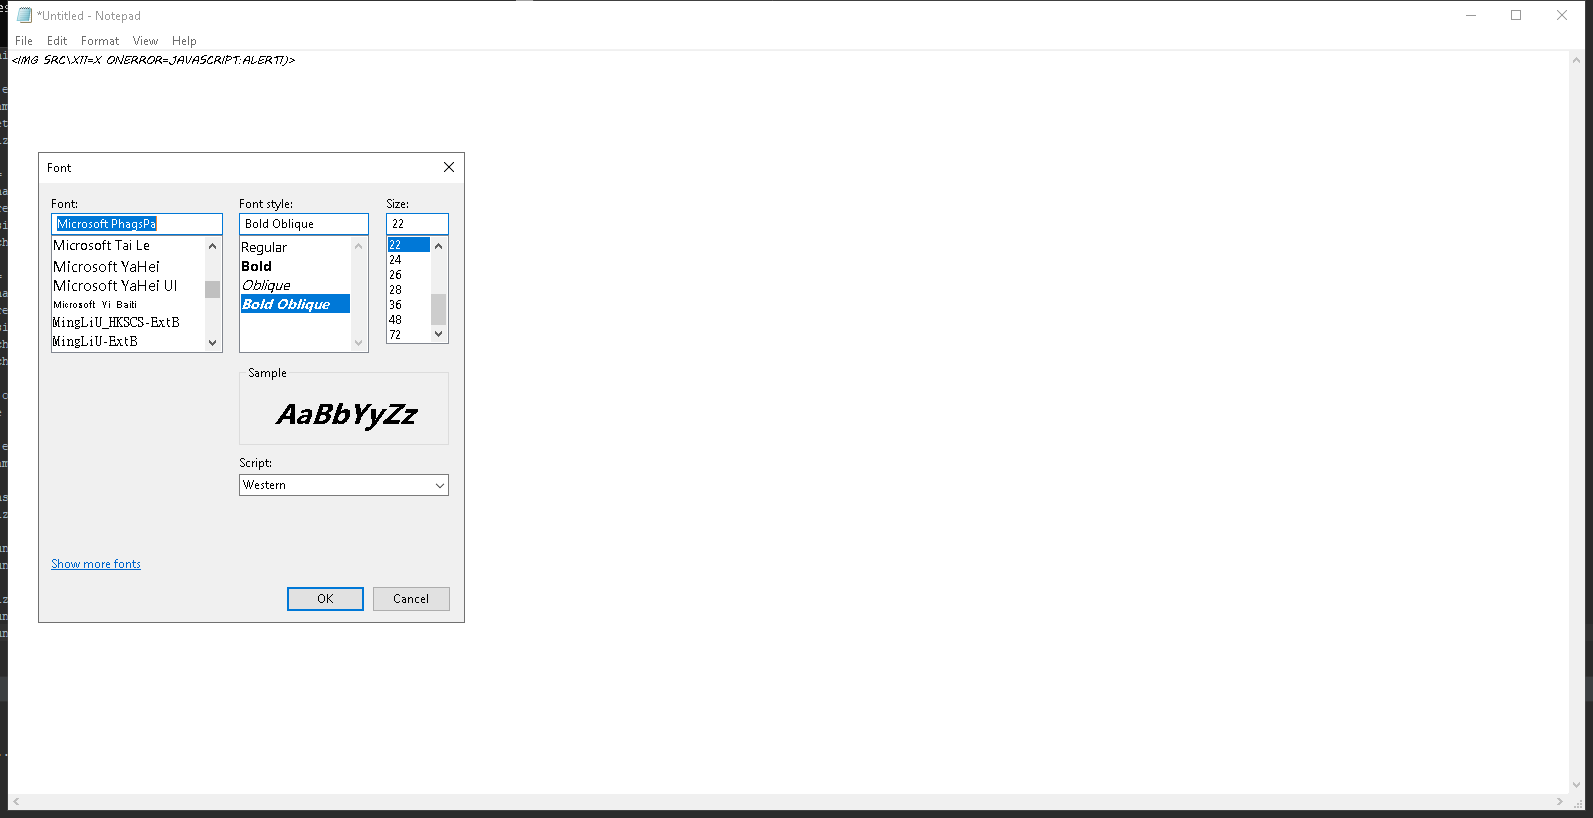 *Untitled - Notepad
File Edit Format View Help
<IMG SRC\X11=X ONERROR=JAVASCRIPT:ALERT1)>
Font
Font: Font style: Size:
Microsoft PhagsPa Bold Oblique 22
Microsoft Tai Le Regular 22
Microsoft YaHei Bold 24
Microsoft YaHei UI Oblique 26
Microsoft Yi Baiti Bold Oblique 28
MingLiU_HKSCS-ExtB 36
MingLiU-ExtB 48
72
Sample
AaBbYyZz
Script:
Western
Show more fonts
OK Cancel